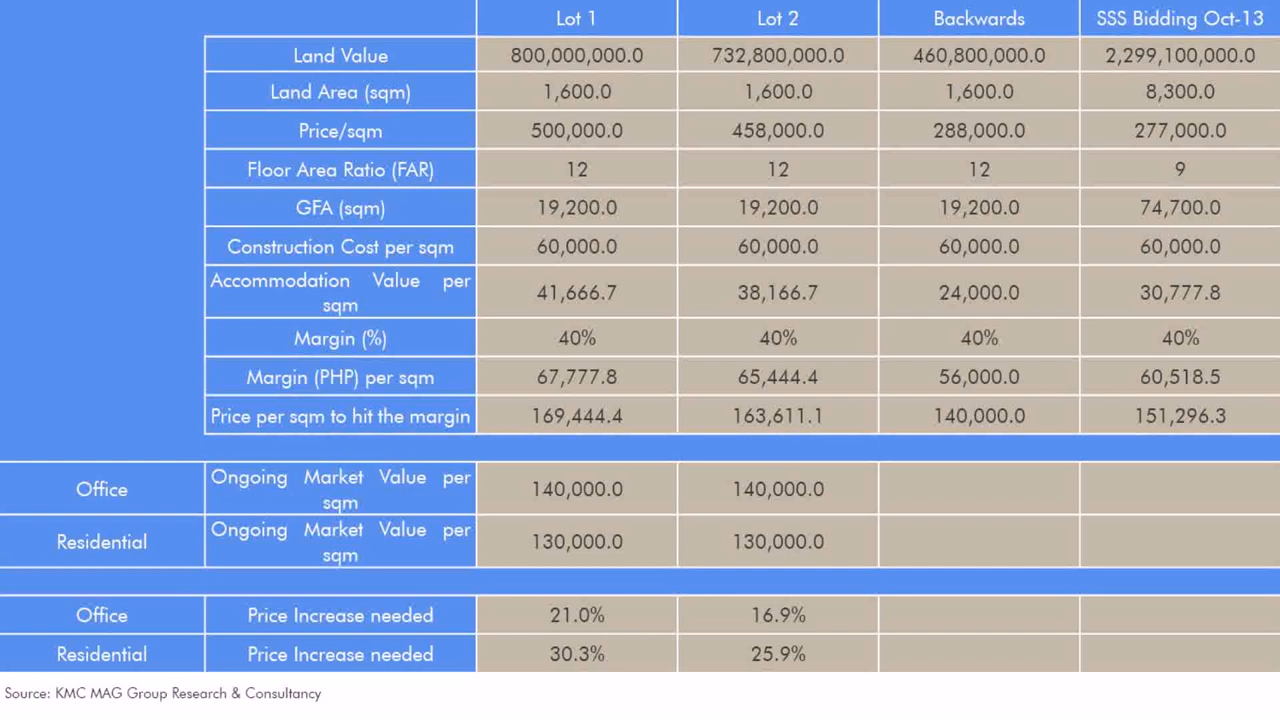 Lot 1 Lot 2 Backwards SSS Bidding Oct-13
Land Value 800,000,000.0 732,800,000.0 460,800,000.0 2,299,100,000.0
Land Area (sqm) 1,600.0 1,600.0 1,600.0 8,300.0
Price/sqm 500,000.0 458,000.0 288,000.0 277,000.0
Floor Area Ratio (FAR) 12 12 12 9
GFA (sqm) 19,200.0 19,200.0 19,200.0 74,700.0
Construction Cost per sqm 60,000.0 60,000.0 60,000.0 60,000.0
Accommodation Value per
sqm 41,666.7 38,166.7 24,000.0 30,777.8
Margin (%) 40% 40% 40% 40%
Margin (PHP) per sqm 67,777.8 65,444.4 56,000.0 60,518.5
Price per sqm to hit the margin 169,444.4 163,611.1 140,000.0 151,296.3
Office Ongoing Market Value per
sqm 140,000.0 140,000.0
Residential Ongoing Market Value per
sqm 130,000.0 130,000.0
Office Price Increase needed 21.0% 16.9%
Residential Price Increase needed 30.3% 25.9%
Source: KMC MAG Group Research & Consultancy